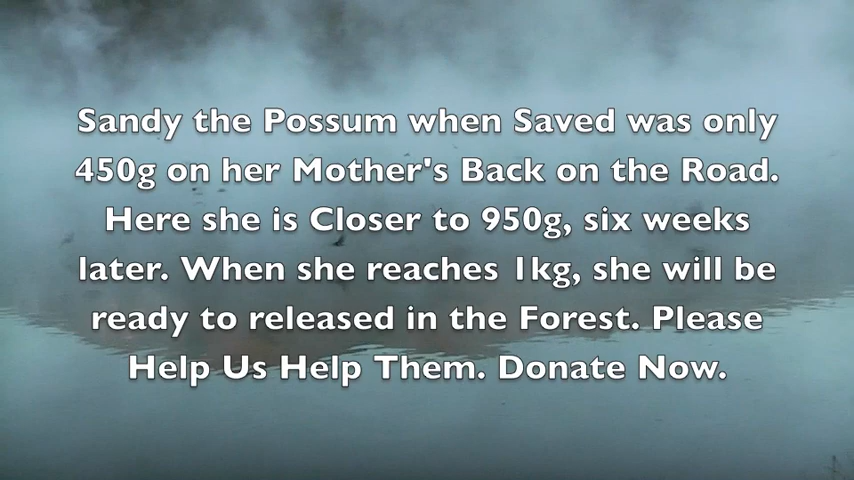 Sandy the Possum when Saved was only
450g on her Mother's Back on the Road.
Here she is Closer to 950g, six weeks
later. When she reaches 1kg, she will be
ready to released in the Forest. Please
Help Us Help Them. Donate Now.